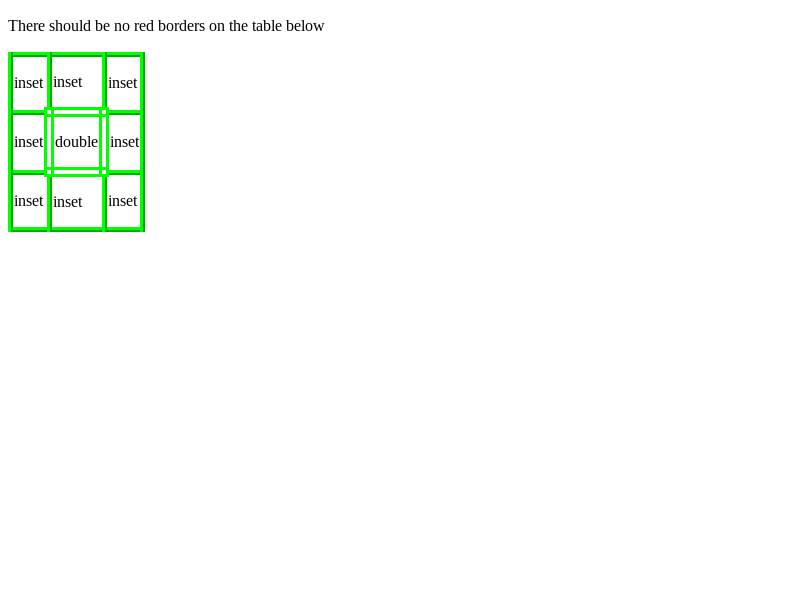 There should be no red borders on the table below
inset inset inset
inset double inset
inset inset inset